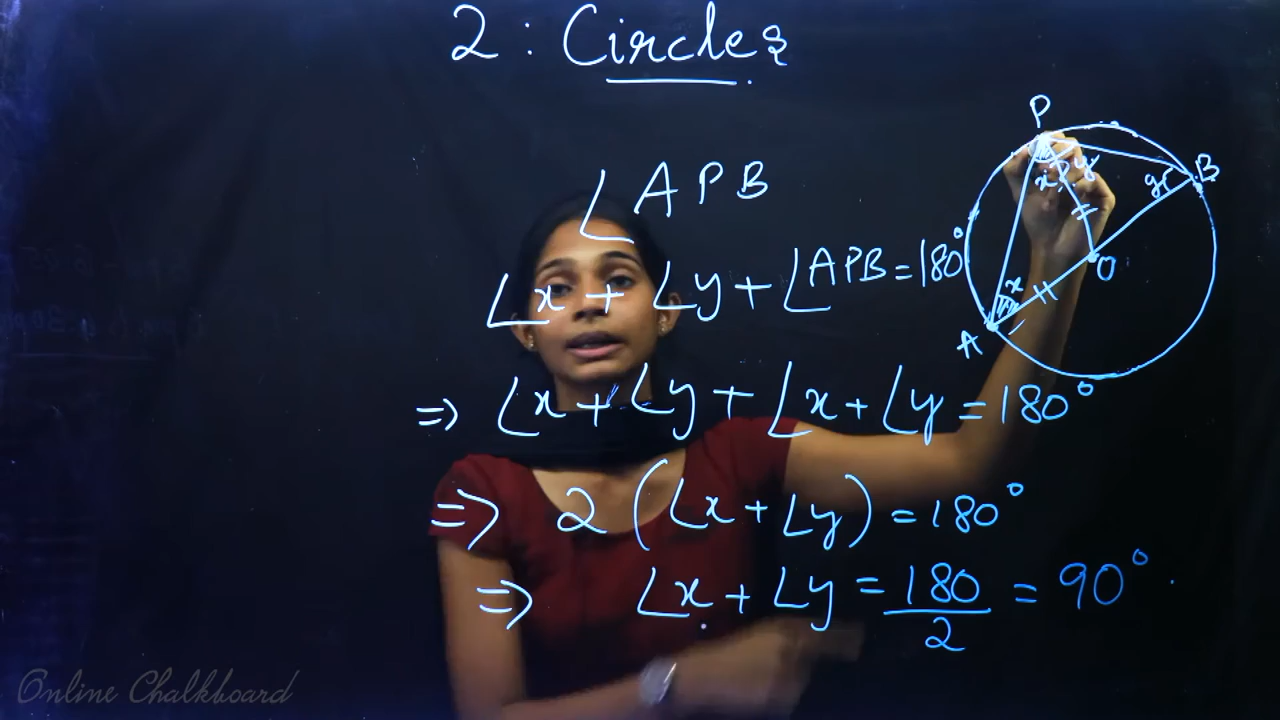 2 : Circles
∠APB
∠x + ∠y + ∠APB = 180°
⇒ ∠x + ∠y + ∠x + ∠y = 180°
⇒ 2 (∠x + ∠y) = 180°
⇒ ∠x + ∠y = 180/2 = 90°.
P
x y
y B
O
x
A
Online Chalkboard